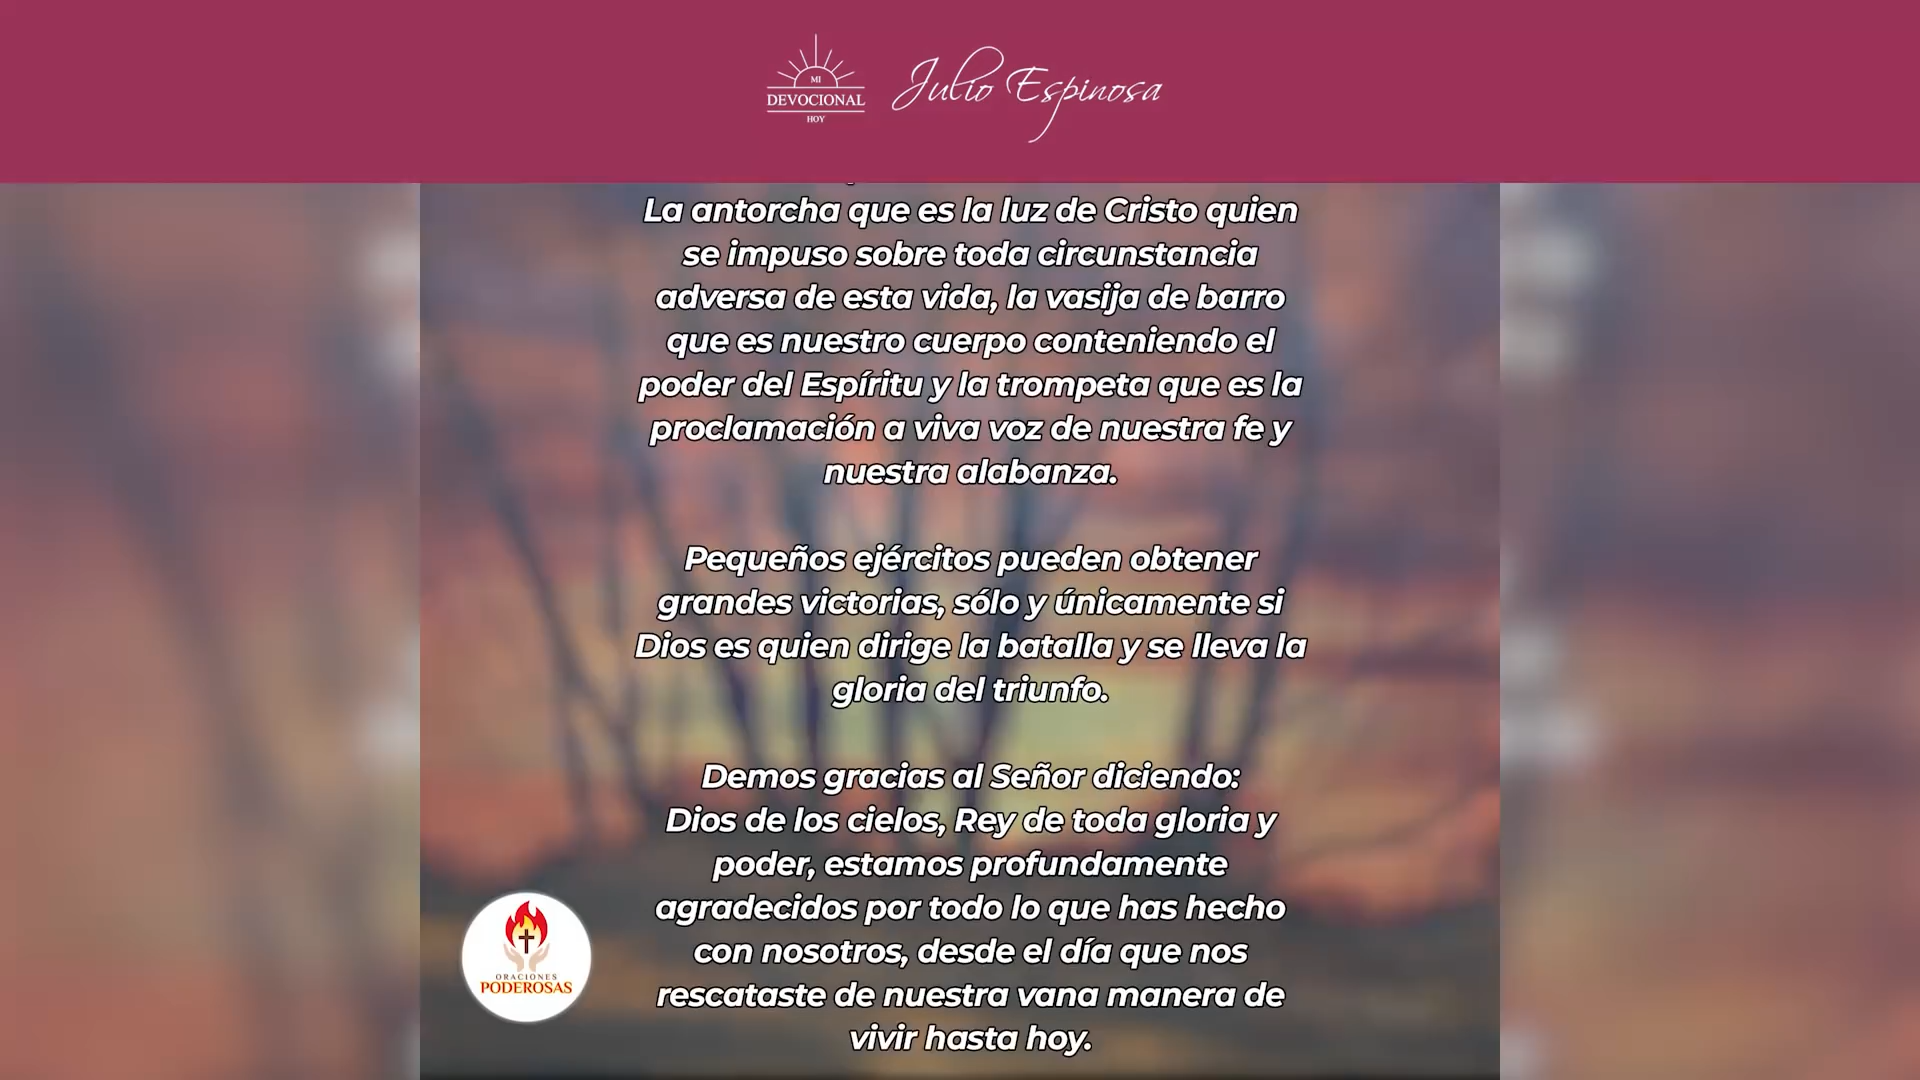 MI
DEVOCIONAL
HOY
Julio Espinosa
La antorcha que es la luz de Cristo quien
se impuso sobre toda circunstancia
adversa de esta vida, la vasija de barro
que es nuestro cuerpo conteniendo el
poder del Espíritu y la trompeta que es la
proclamación a viva voz de nuestra fe y
nuestra alabanza.
Pequeños ejércitos pueden obtener
grandes victorias, sólo y únicamente si
Dios es quien dirige la batalla y se lleva la
gloria del triunfo.
Demos gracias al Señor diciendo:
Dios de los cielos, Rey de toda gloria y
poder, estamos profundamente
agradecidos por todo lo que has hecho
con nosotros, desde el día que nos
rescataste de nuestra vana manera de
vivir hasta hoy.
ORACIONES
PODEROSAS